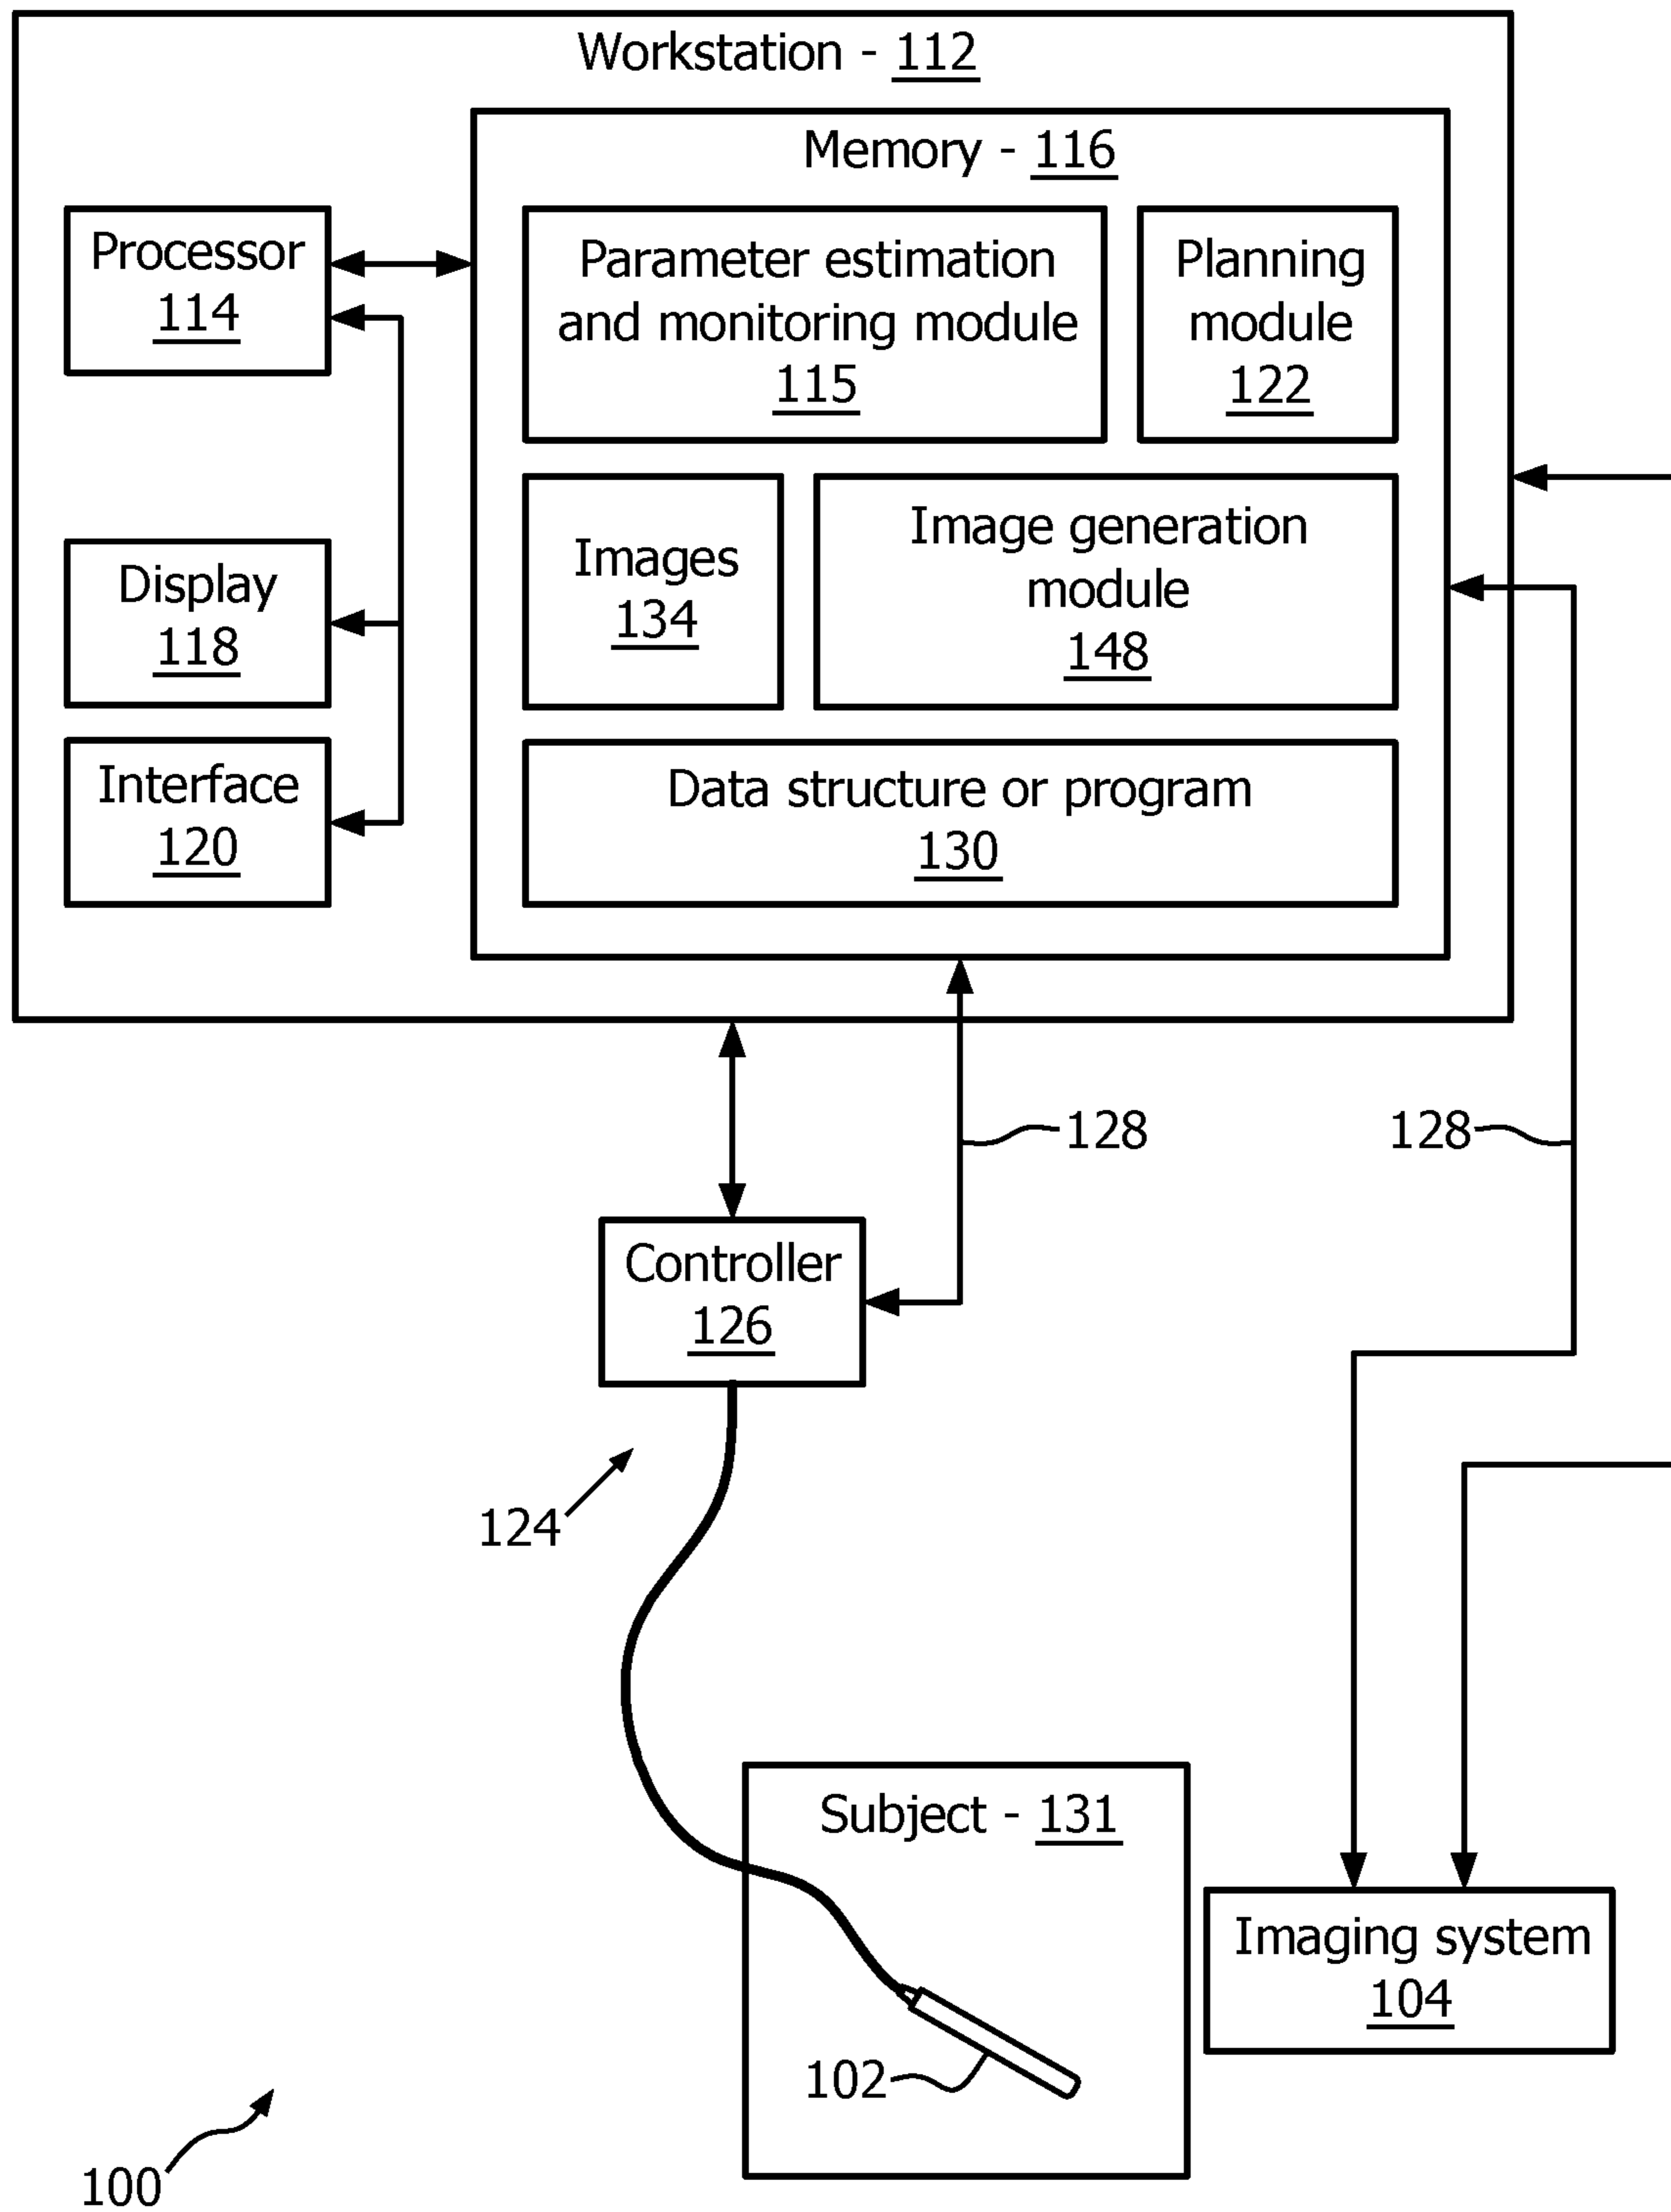 Workstation - 112
Memory - 116
Processor
114
Parameter estimation
and monitoring module
115
Planning
module
122
Display
118
Images
134
Image generation
module
148
Interface
120
Data structure or program
130
128
128
Controller
126
124
Subject - 131
Imaging system
104
102
100